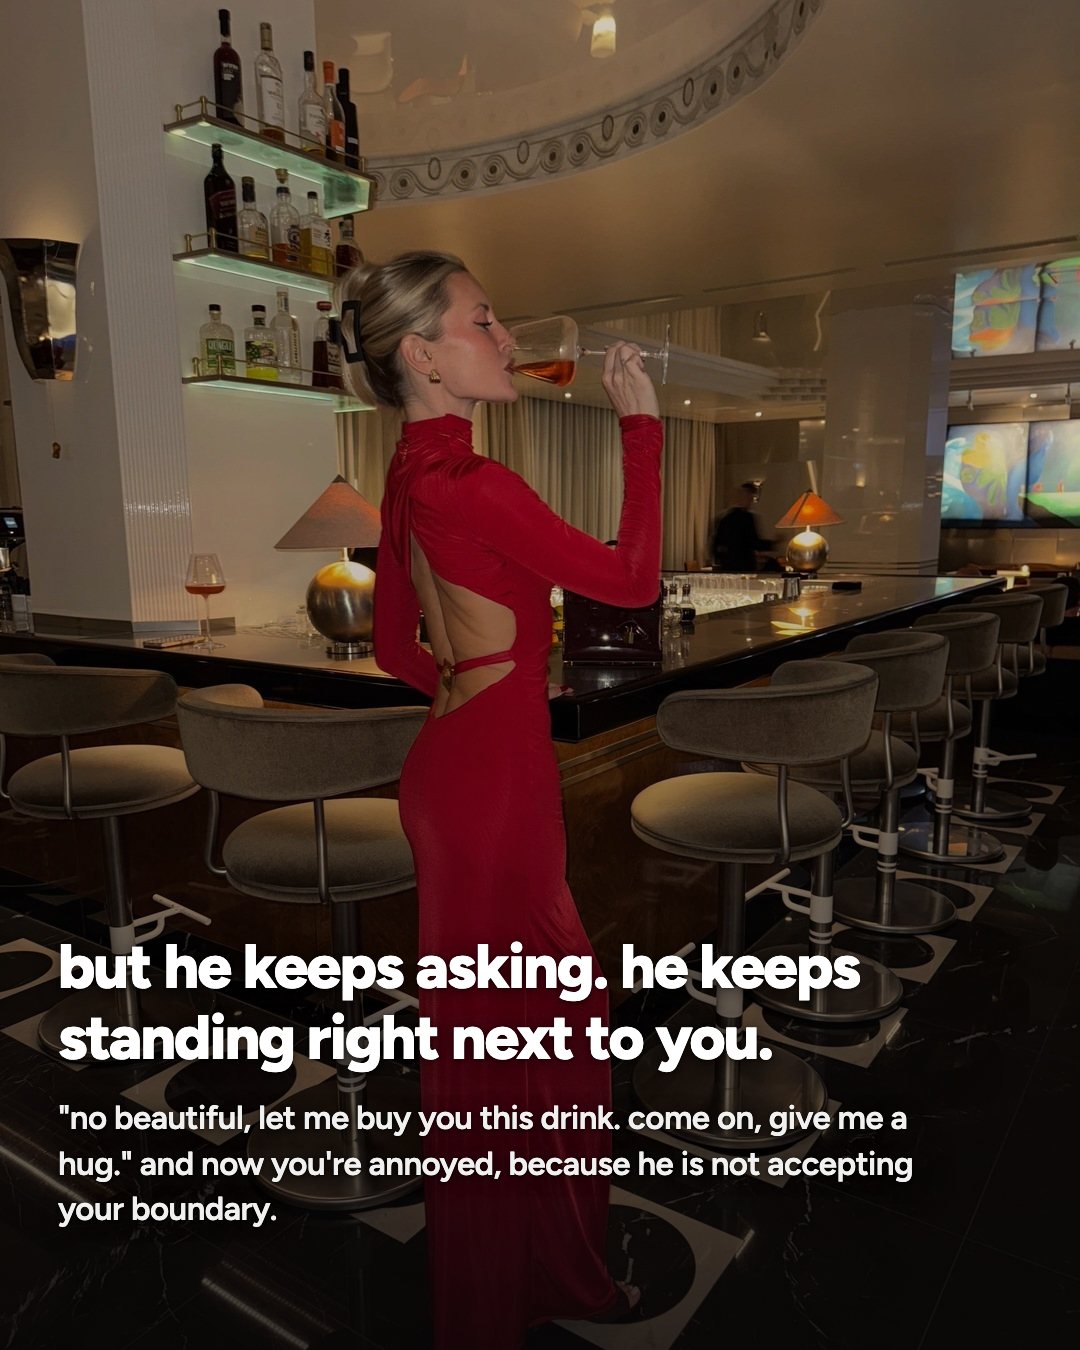 but he keeps asking. he keeps
standing right next to you.
"no beautiful, let me buy you this drink. come on, give me a
hug." and now you're annoyed, because he is not accepting
your boundary.